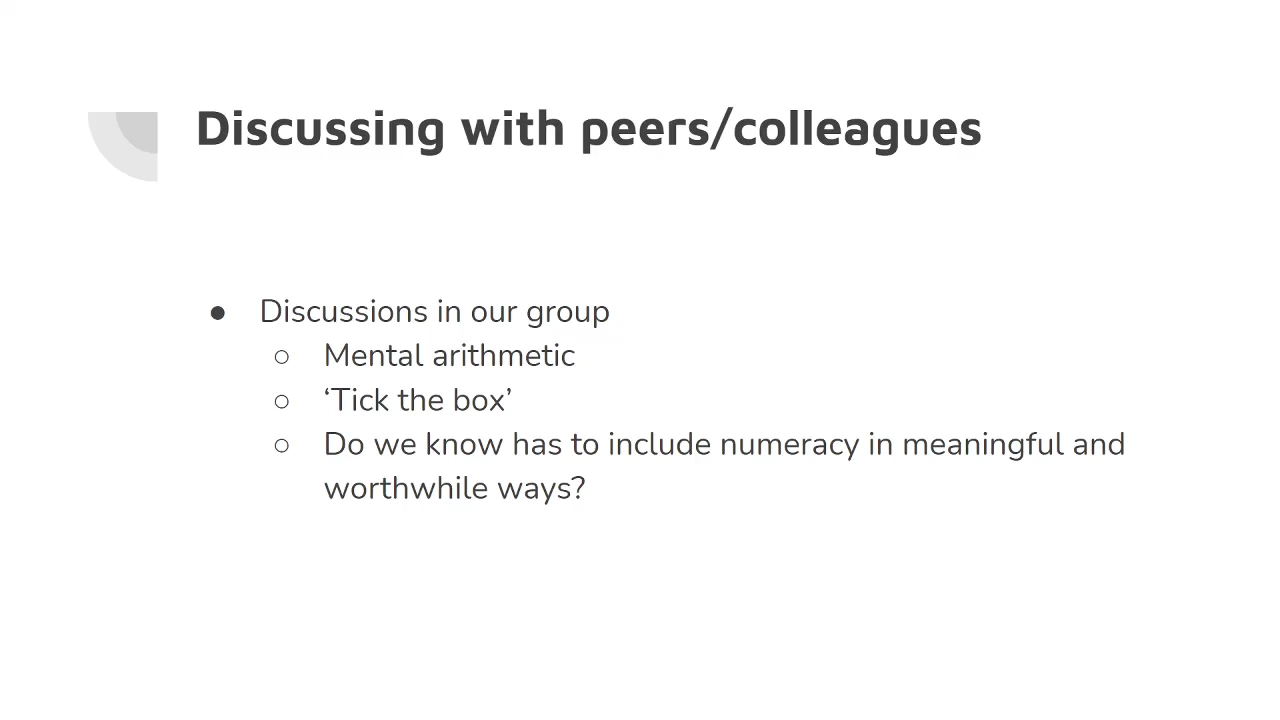 Discussing with peers/colleagues
● Discussions in our group
○ Mental arithmetic
○ ‘Tick the box’
○ Do we know has to include numeracy in meaningful and
worthwhile ways?